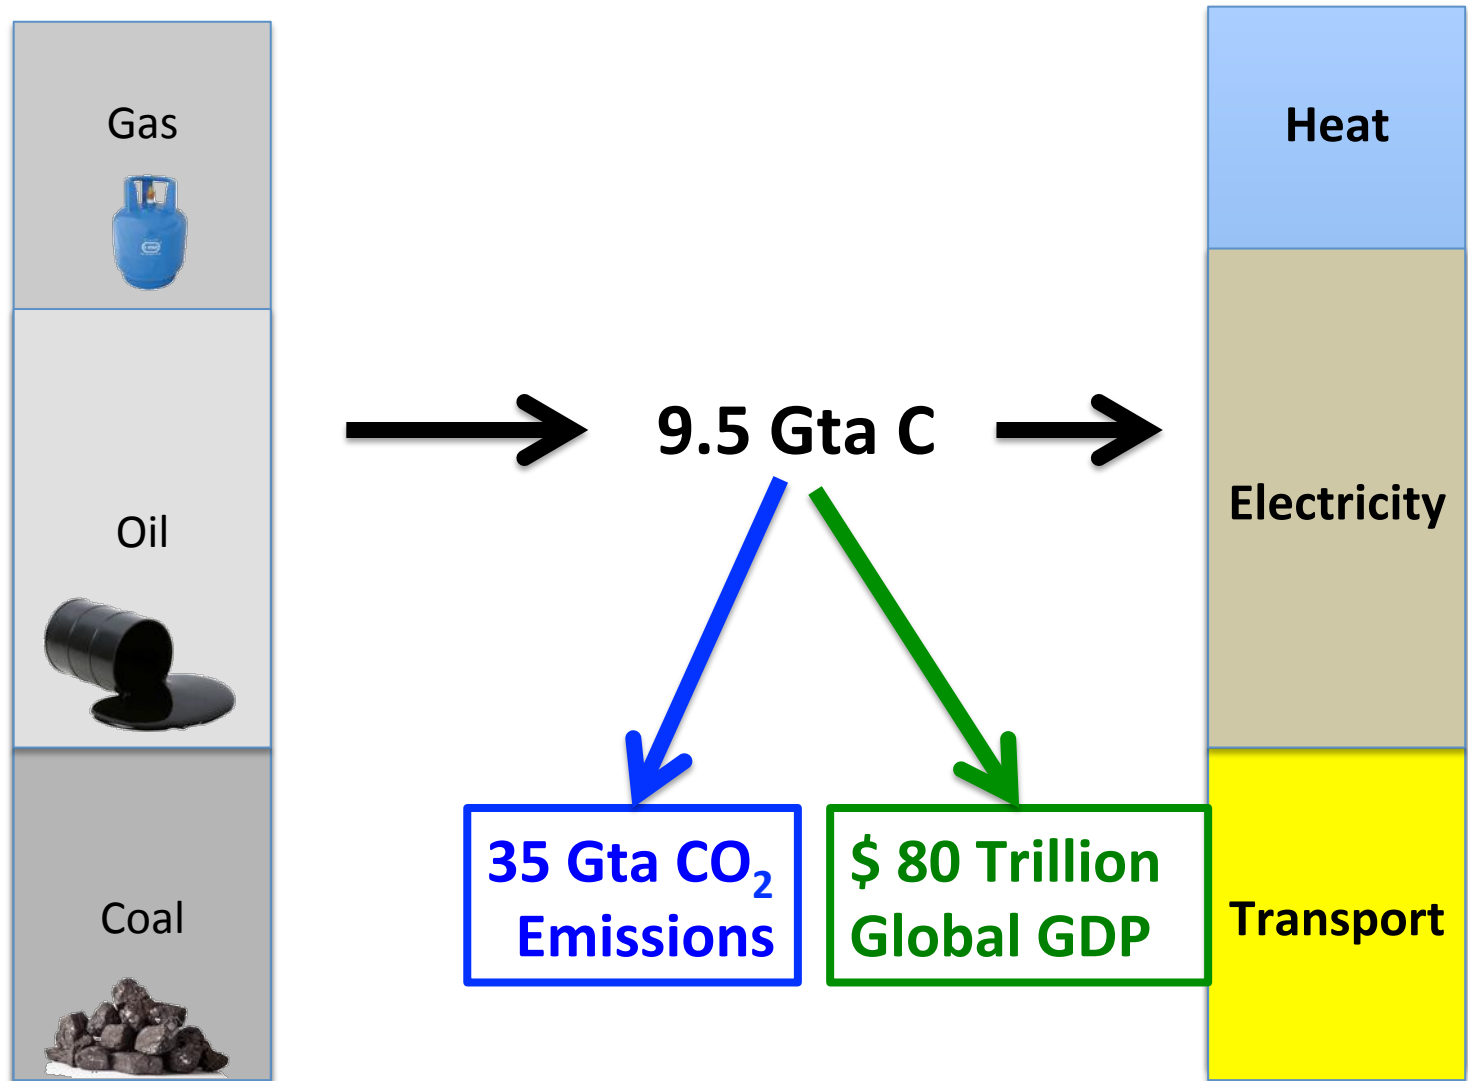 Gas
Oil
Coal
9.5 Gta C
35 Gta CO₂
Emissions
$ 80 Trillion
Global GDP
Heat
Electricity
Transport